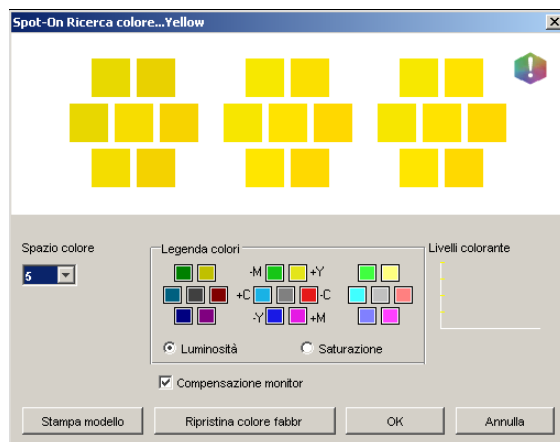 Spot-On Ricerca colore...Yellow
Spazio colore
5
Legenda colori
-M +Y
+C -C
-Y +M
Luminosità Saturazione
Livelli colorante
Compensazione monitor
Stampa modello Ripristina colore fabbr OK Annulla